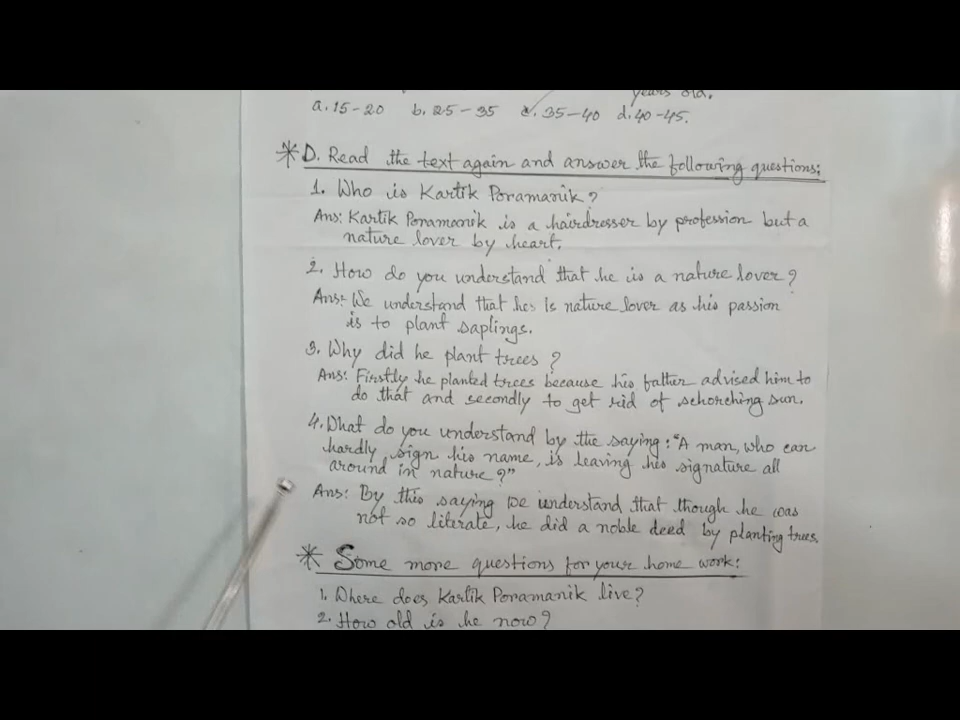 years old.
a. 15-20 b. 25-35 c. 35-40 d. 40-45.
* D. Read the text again and answer the following questions:
1. Who is Kartik Poramanik?
Ans: Kartik Poramanik is a hairdresser by profession but a
nature lover by heart.
2. How do you understand that he is a nature lover?
Ans:- We understand that hes is nature lover as his passion
is to plant saplings.
3. Why did he plant trees?
Ans: Firstly he planted trees because his father advised him to
do that and secondly to get rid of schorching sun.
4. What do you understand by the saying: "A man, who can
hardly sign his name, is leaving his signature all
around in nature?"
Ans: By this saying we understand that though he was
not so literate, he did a noble deed by planting trees.
* Some more questions for your home work:
1. Where does Kartik Poramanik live?
2. How old is he now?